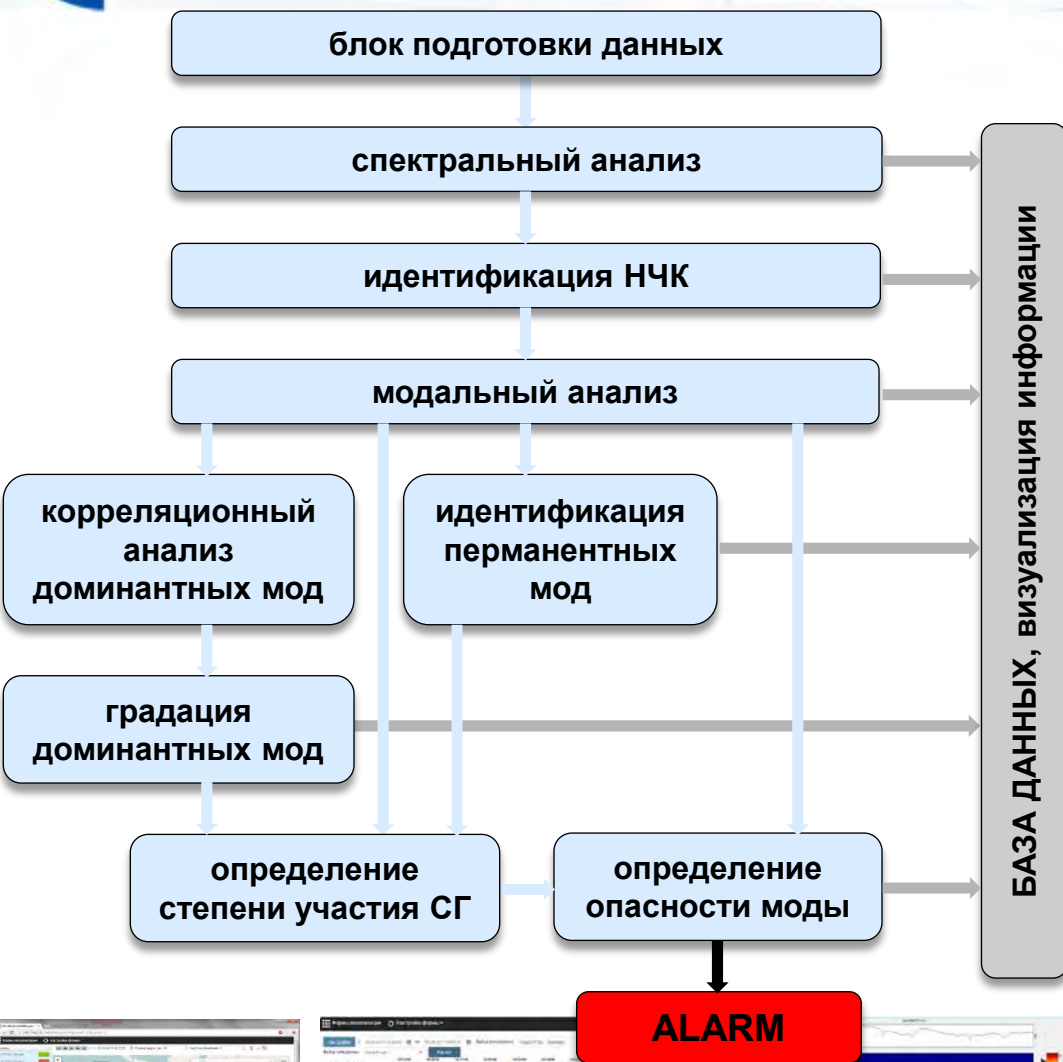 блок подготовки данных
спектральный анализ
идентификация НЧК
модальный анализ
корреляционный
анализ
доминантных мод
идентификация
перманентных
мод
градация
доминантных мод
определение
степени участия СГ
определение
опасности моды
БАЗА ДАННЫХ, визуализация информации
ALARM